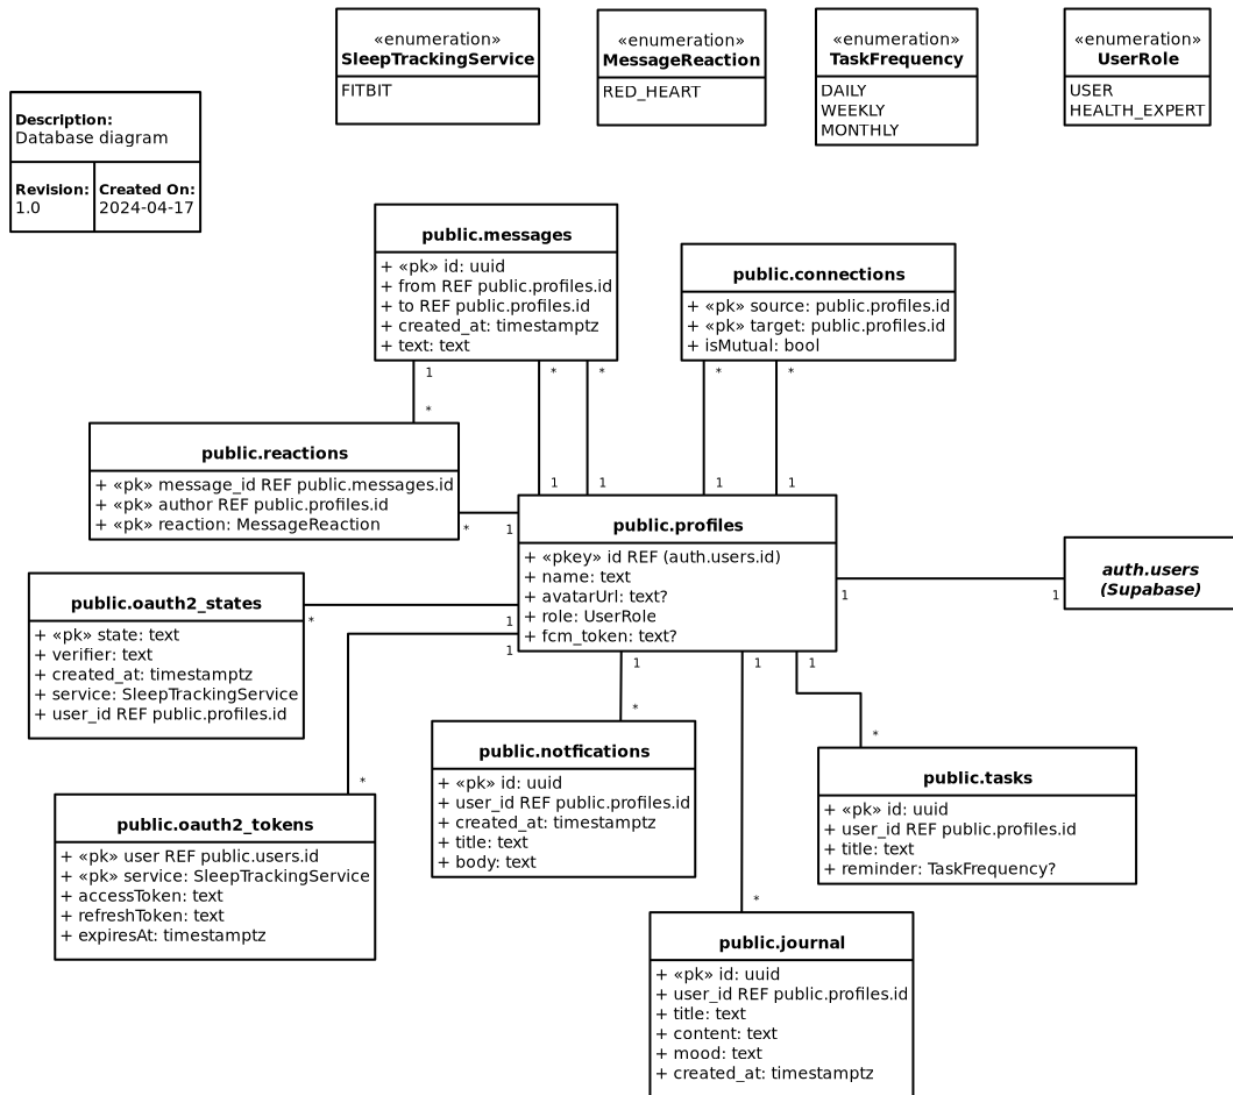 «enumeration»
SleepTrackingService
FITBIT
«enumeration»
MessageReaction
RED_HEART
«enumeration»
TaskFrequency
DAILY
WEEKLY
MONTHLY
«enumeration»
UserRole
USER
HEALTH_EXPERT
Description:
Database diagram
Revision:
1.0
Created On:
2024-04-17
public.messages
+ «pk» id: uuid
+ from REF public.profiles.id
+ to REF public.profiles.id
+ created_at: timestamptz
+ text: text
public.connections
+ «pk» source: public.profiles.id
+ «pk» target: public.profiles.id
+ isMutual: bool
1
*
*
*
*
*
public.reactions
+ «pk» message_id REF public.messages.id
+ «pk» author REF public.profiles.id
+ «pk» reaction: MessageReaction
1
1
1
1
*
1
public.profiles
+ «pkey» id REF (auth.users.id)
+ name: text
+ avatarUrl: text?
+ role: UserRole
+ fcm_token: text?
1
1
auth.users
(Supabase)
public.oauth2_states
+ «pk» state: text
+ verifier: text
+ created_at: timestamptz
+ service: SleepTrackingService
+ user_id REF public.profiles.id
*
1
1
1
1
1
*
*
*
*
public.oauth2_tokens
+ «pk» user REF public.users.id
+ «pk» service: SleepTrackingService
+ accessToken: text
+ refreshToken: text
+ expiresAt: timestamptz
public.notfications
+ «pk» id: uuid
+ user_id REF public.profiles.id
+ created_at: timestamptz
+ title: text
+ body: text
public.tasks
+ «pk» id: uuid
+ user_id REF public.profiles.id
+ title: text
+ reminder: TaskFrequency?
public.journal
+ «pk» id: uuid
+ user_id REF public.profiles.id
+ title: text
+ content: text
+ mood: text
+ created_at: timestamptz